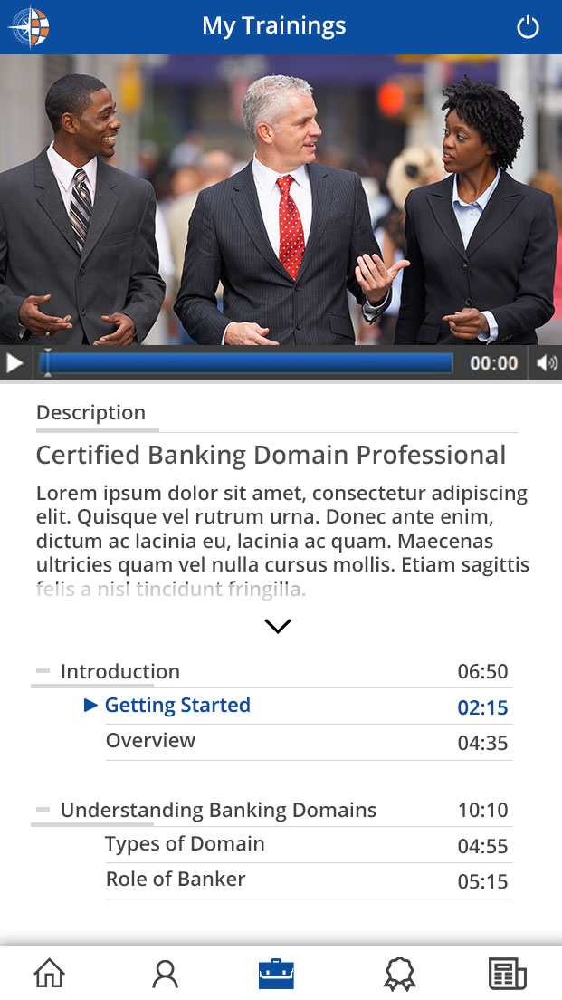 My Trainings
00:00
Description
Certified Banking Domain Professional
Lorem ipsum dolor sit amet, consectetur adipiscing
elit. Quisque vel rutrum urna. Donec ante enim,
dictum ac lacinia eu, lacinia ac quam. Maecenas
ultricies quam vel nulla cursus mollis. Etiam sagittis
felis a nisl tincidunt fringilla.
Introduction 06:50
Getting Started 02:15
Overview 04:35
Understanding Banking Domains 10:10
Types of Domain 04:55
Role of Banker 05:15